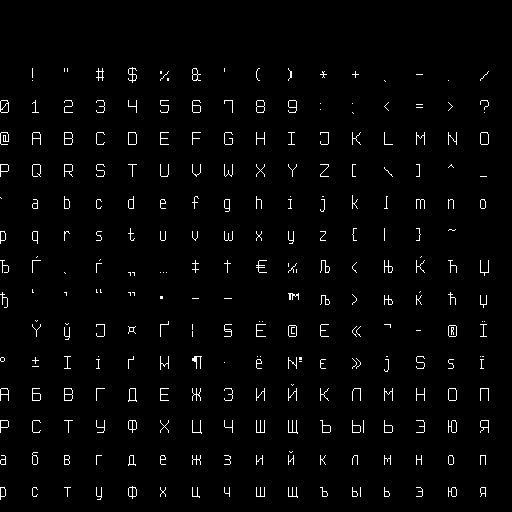 ! " # $ % & ' ( ) * + , - . /
0 1 2 3 4 5 6 7 8 9 : ; < = > ?
@ A B C D E F G H I J K L M N O
P Q R S T U V W X Y Z [ \ ] ^ _
` a b c d e f g h i j k l m n o
p q r s t u v w x y z { | } ~
Ђ Ѓ ‚ ѓ „ … ‡ † € ‰ Љ ‹ Њ Ќ Ћ Џ
ђ ‘ ’ “ ” • – — ™ љ › њ ќ ћ џ
Ў ў Ј ¤ Ґ ¦ § Ё © Є « ¬ - ® Ї
° ± І і ґ µ ¶ · ё № є » ј Ѕ ѕ ї
А Б В Г Д Е Ж З И Й К Л М Н О П
Р С Т У Ф Х Ц Ч Ш Щ Ъ Ы Ь Э Ю Я
а б в г д е ж з и й к л м н о п
р с т у ф х ц ч ш щ ъ ы ь э ю я